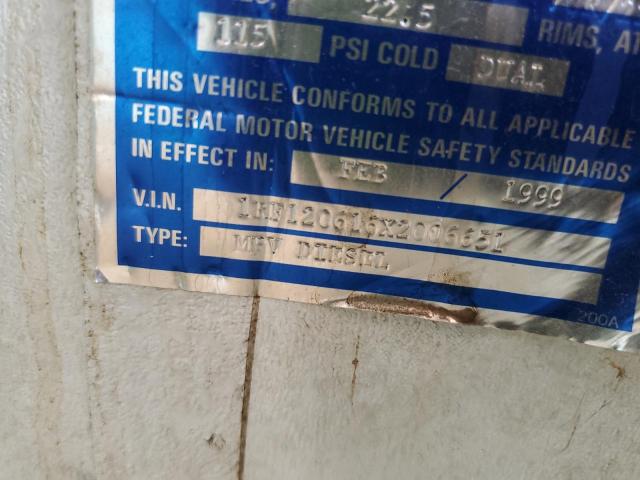 22.5 RIMS, AT
115 PSI COLD DUAL
THIS VEHICLE CONFORMS TO ALL APPLICABLE
FEDERAL MOTOR VEHICLE SAFETY STANDARDS
IN EFFECT IN: FEB / 1999
V.I.N. 1HF120616X2006651
TYPE: MPV DIESEL
200A